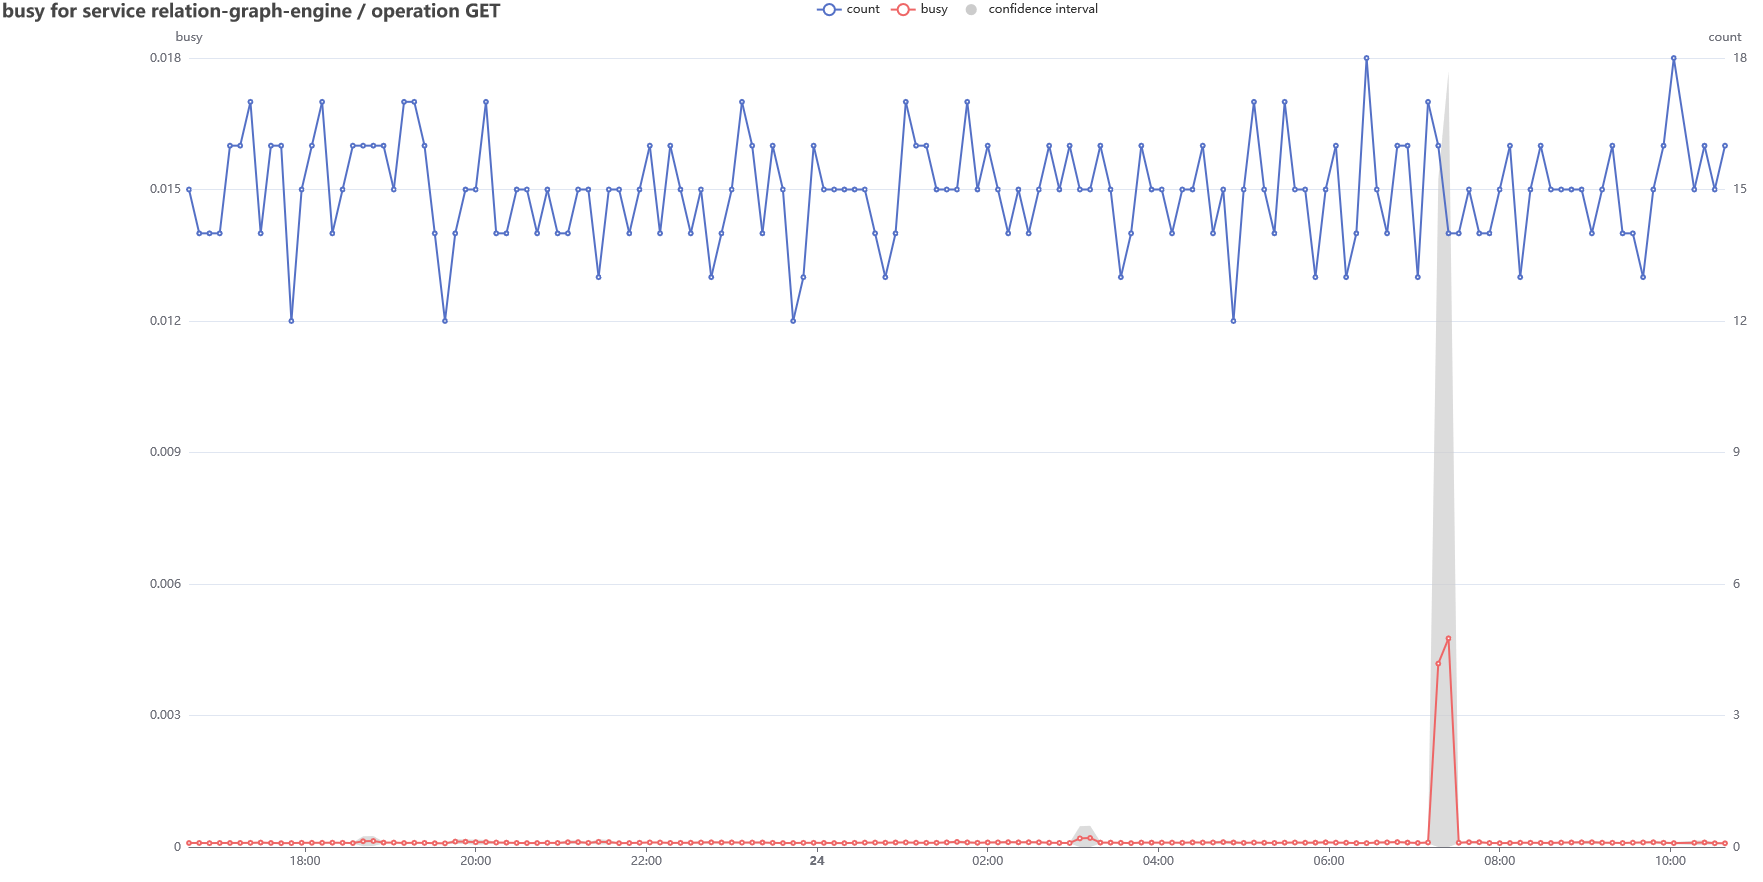 busy for service relation-graph-engine / operation GET
count busy confidence interval
busy count
0.018 18
0.015 15
0.012 12
0.009 9
0.006 6
0.003 3
0 0
18:00 20:00 22:00 24 02:00 04:00 06:00 08:00 10:00